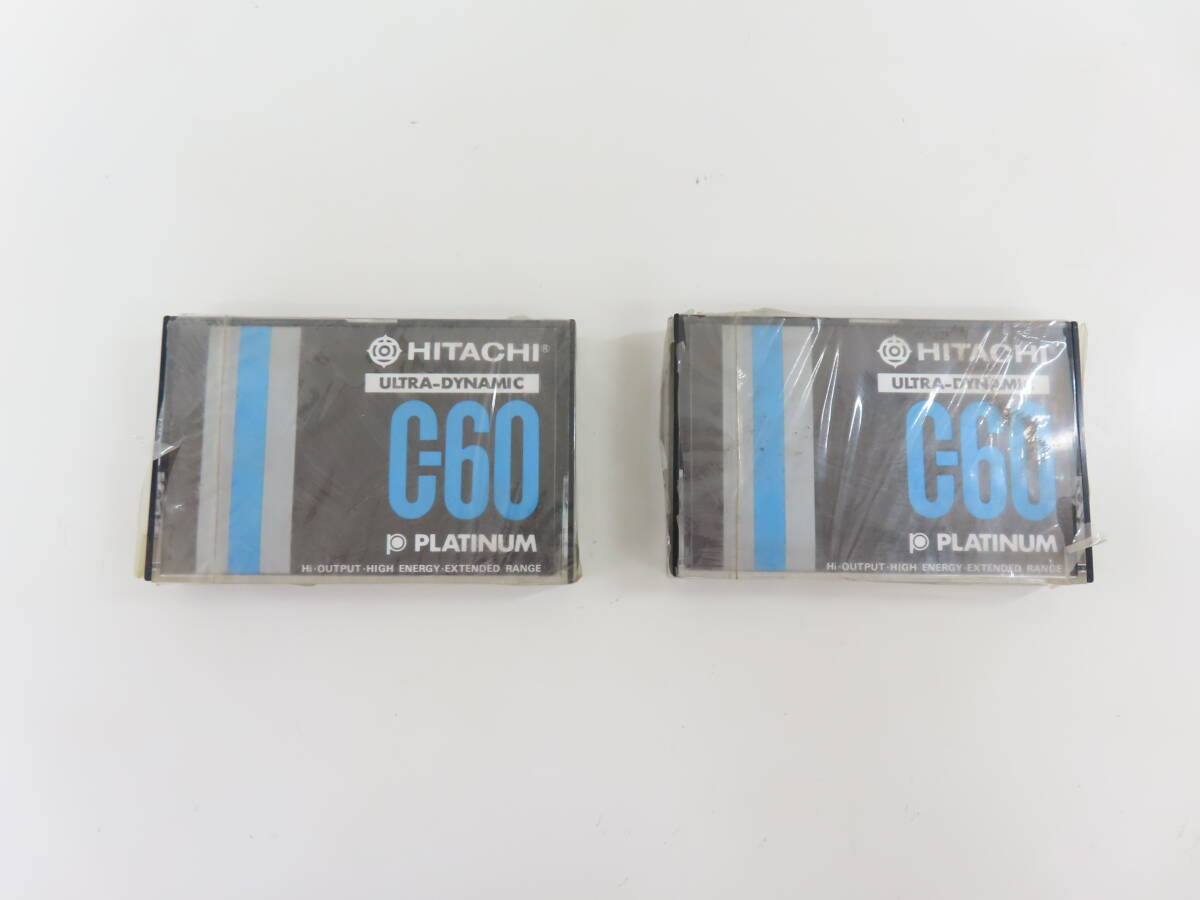 HITACHI®
ULTRA-DYNAMIC
C-60
PLATINUM
Hi-OUTPUT·HIGH ENERGY·EXTENDED RANGE
HITACHI
ULTRA-DYNAMIC
C-60
PLATINUM
Hi-OUTPUT·HIGH ENERGY·EXTENDED RANGE